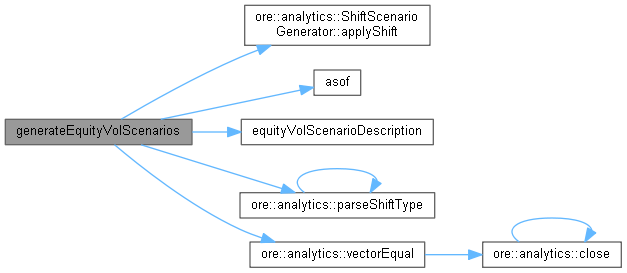 ore::analytics::ShiftScenario
Generator::applyShift
asof
generateEquityVolScenarios
equityVolScenarioDescription
ore::analytics::parseShiftType
ore::analytics::vectorEqual
ore::analytics::close